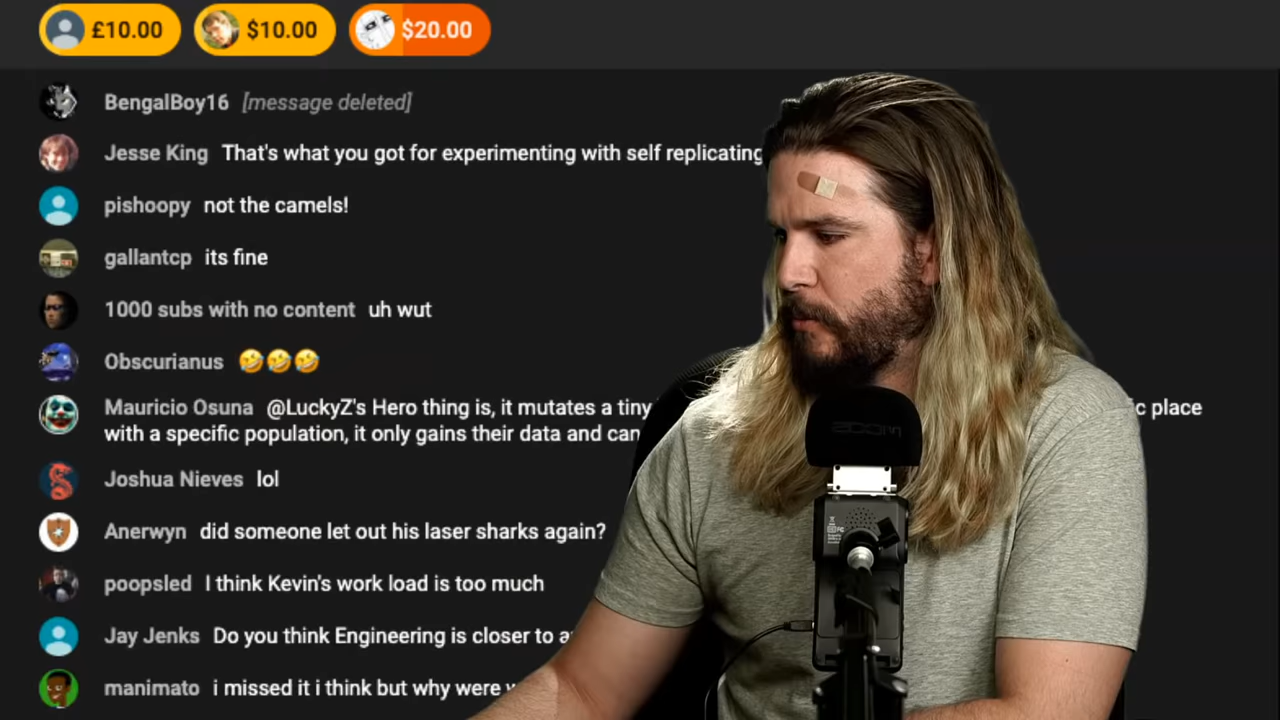 £10.00 $10.00 $20.00
BengalBoy16 [message deleted]
Jesse King That's what you got for experimenting with self replicating
pishoopy not the camels!
gallantcp its fine
1000 subs with no content uh wut
Obscurianus 🤣🤣🤣
Mauricio Osuna @LuckyZ's Hero thing is, it mutates a tiny c place
with a specific population, it only gains their data and can
Joshua Nieves lol
Anerwyn did someone let out his laser sharks again?
poopsled I think Kevin's work load is too much
Jay Jenks Do you think Engineering is closer to a
manimato i missed it i think but why were